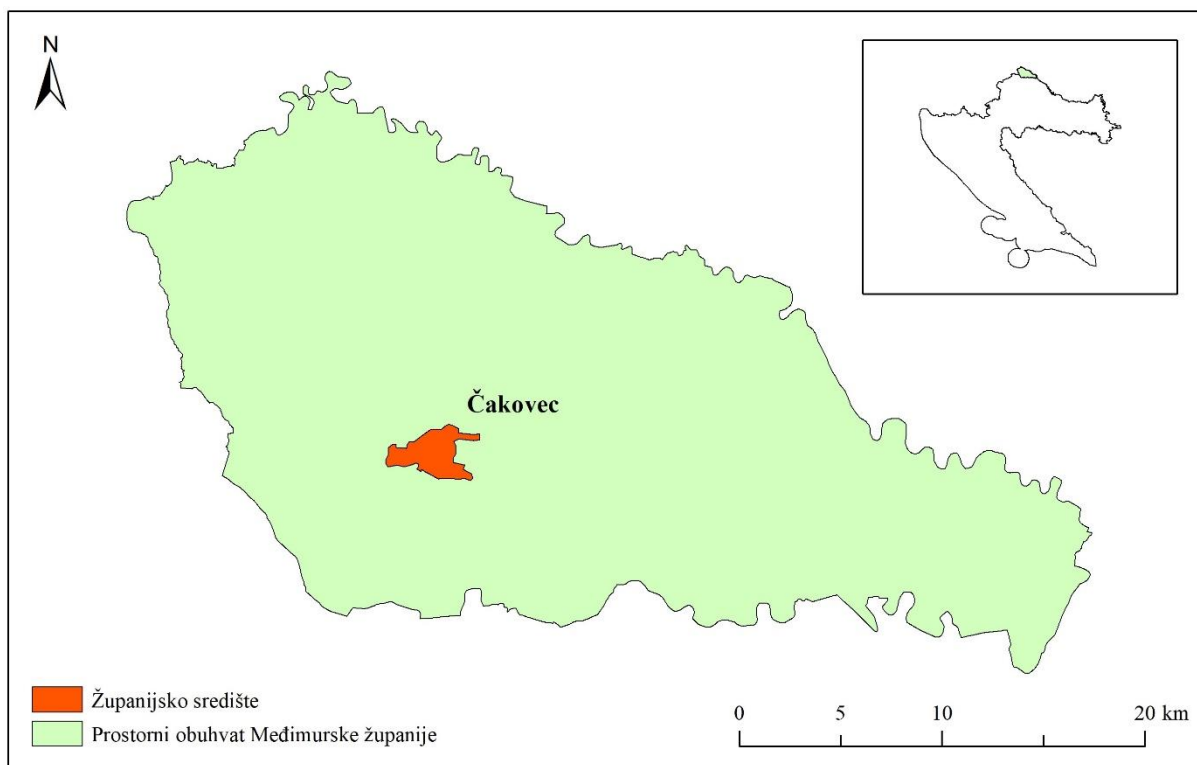 N
Čakovec
Županijsko središte
Prostorni obuhvat Međimurske županije
0 5 10 20 km